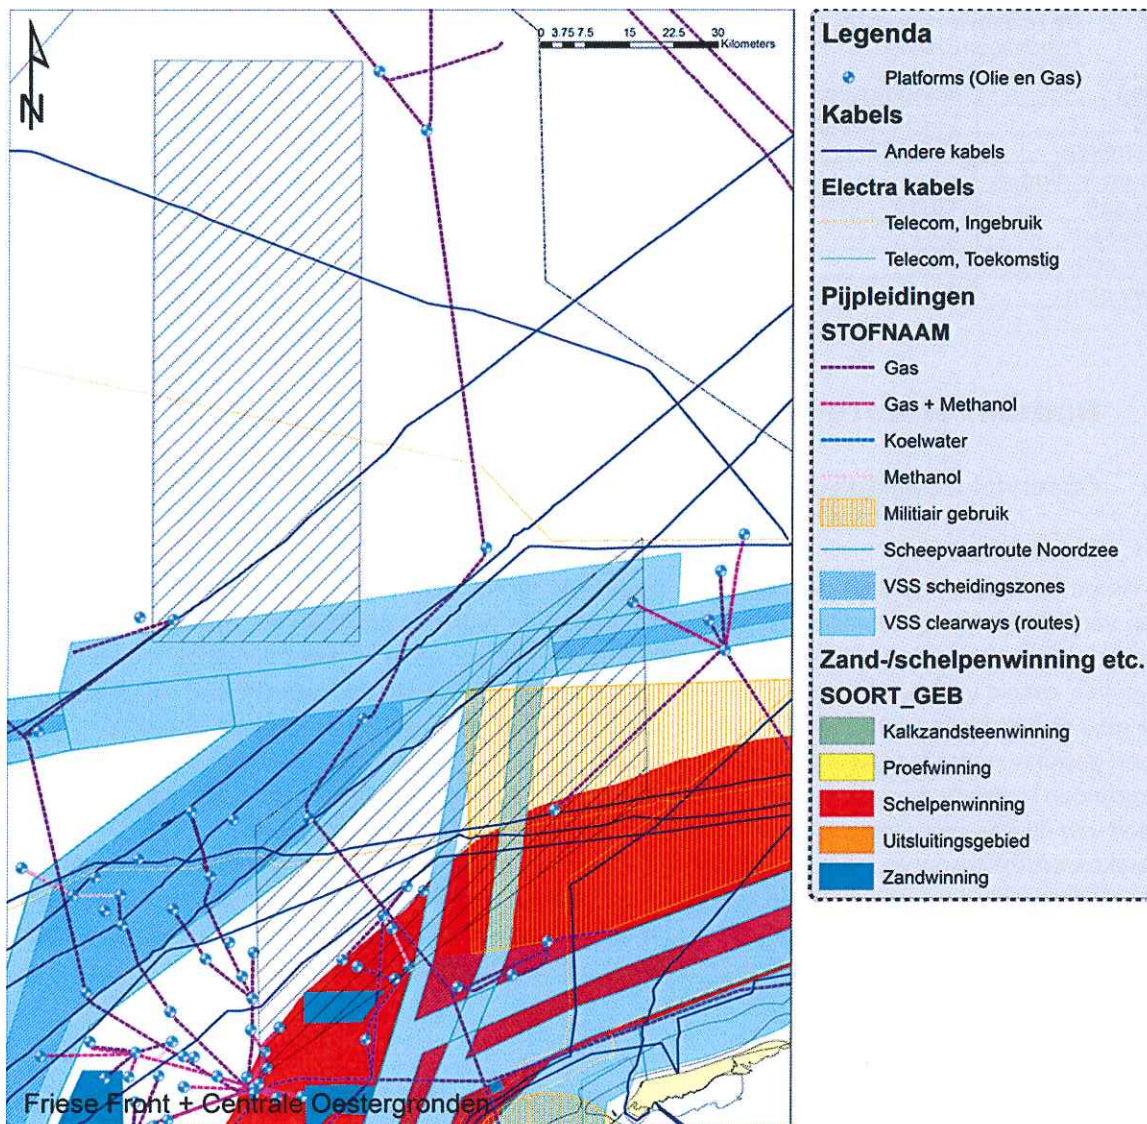 N
0 3.75 7.5 15 22.5 30
Kilometers
Friese Front + Centrale Oestergronden
Legenda
Platforms (Olie en Gas)
Kabels
Andere kabels
Electra kabels
Telecom, Ingebruik
Telecom, Toekomstig
Pijpleidingen
STOFNAAM
Gas
Gas + Methanol
Koelwater
Methanol
Militiair gebruik
Scheepvaartroute Noordzee
VSS scheidingszones
VSS clearways (routes)
Zand-/schelpenwinning etc.
SOORT_GEB
Kalkzandsteenwinning
Proefwinning
Schelpenwinning
Uitsluitingsgebied
Zandwinning